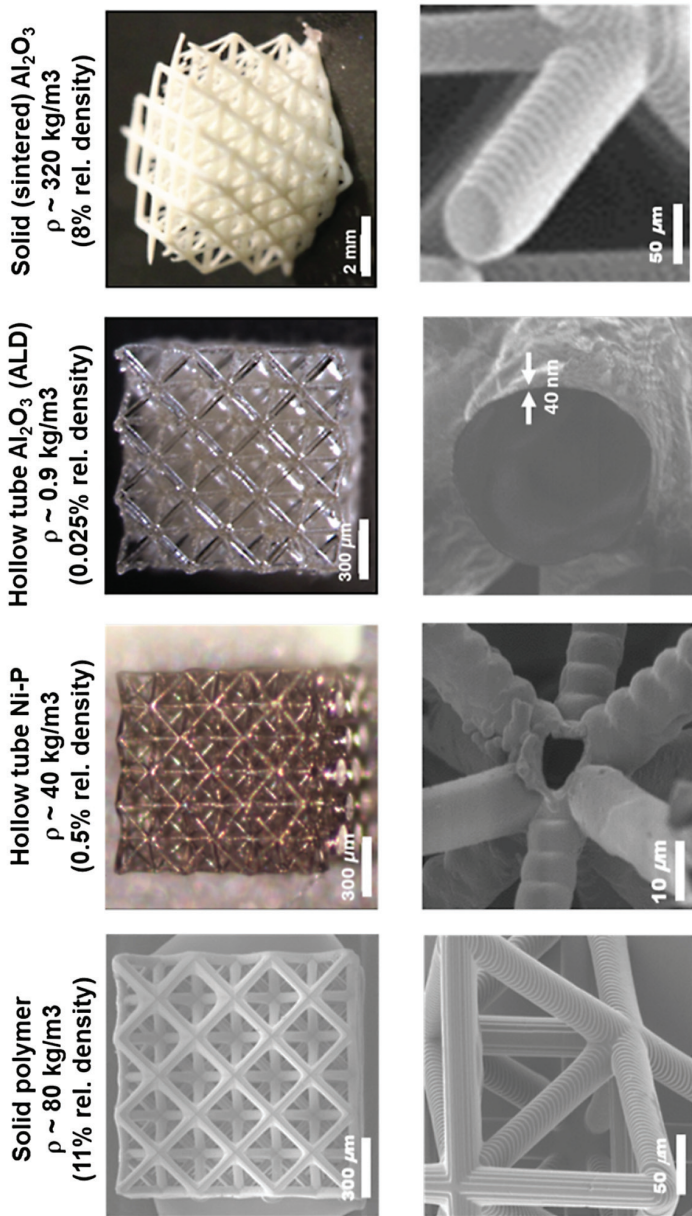 Solid polymer
ρ ~ 80 kg/m3
(11% rel. density)
Hollow tube Ni-P
ρ ~ 40 kg/m3
(0.5% rel. density)
Hollow tube Al₂O₃ (ALD)
ρ ~ 0.9 kg/m3
(0.025% rel. density)
Solid (sintered) Al₂O₃
ρ ~ 320 kg/m3
(8% rel. density)
300 µm
300 µm
300 µm
2 mm
50 µm
10 µm
40 nm
50 µm